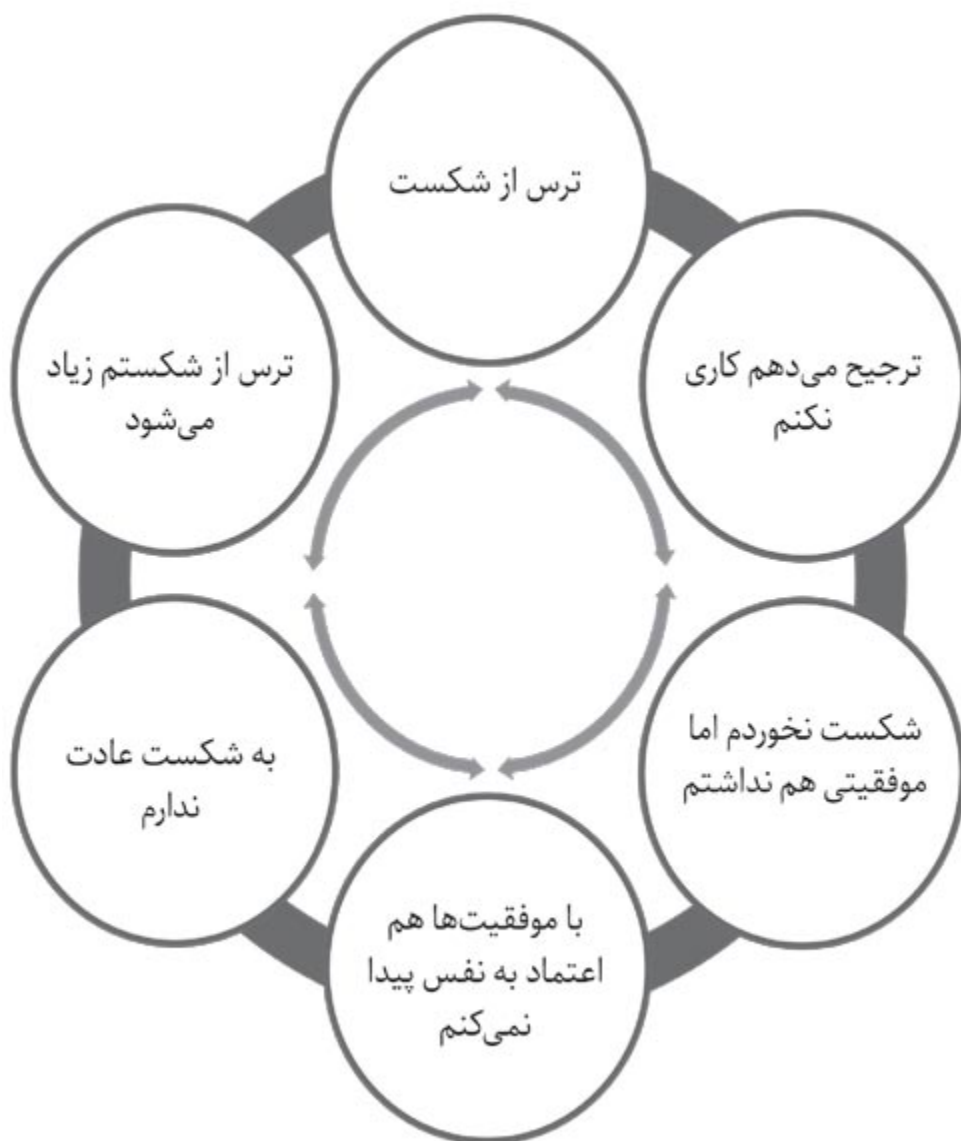 ترس از شکست
ترجیح می‌دهم کاری
نکنم
شکست نخوردم اما
موفقیتی هم نداشتم
با موفقیت‌ها هم
اعتماد به نفس پیدا
نمی‌کنم
به شکست عادت
ندارم
ترس از شکستم زیاد
می‌شود